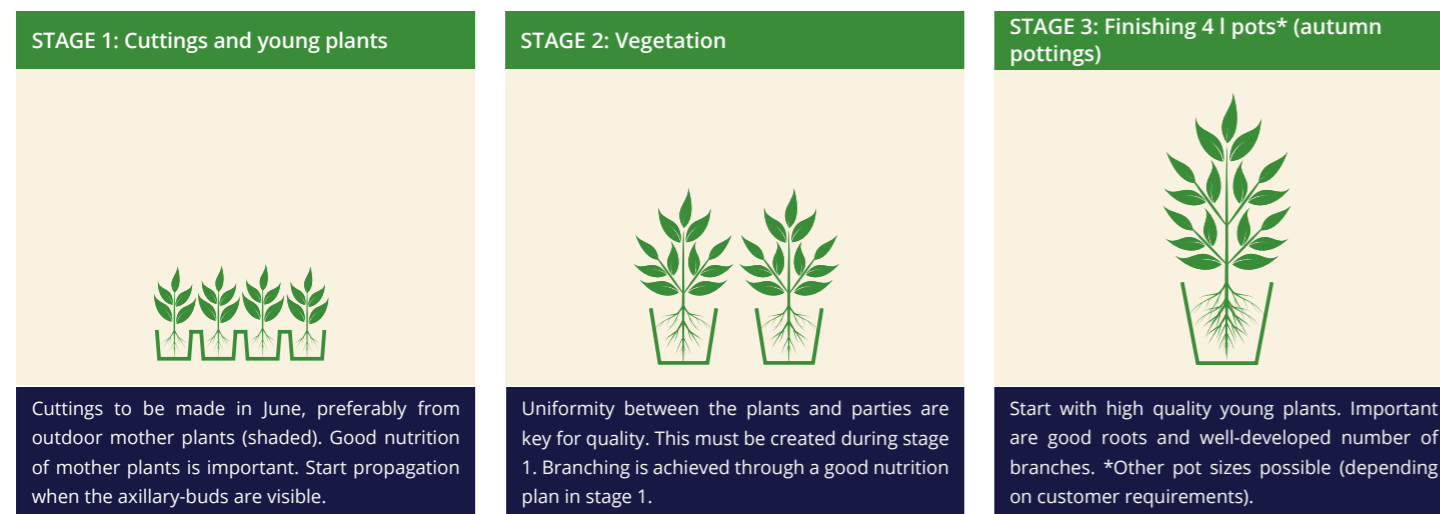 STAGE 1: Cuttings and young plants
Cuttings to be made in June, preferably from
outdoor mother plants (shaded). Good nutrition
of mother plants is important. Start propagation
when the axillary-buds are visible.
STAGE 2: Vegetation
Uniformity between the plants and parties are
key for quality. This must be created during stage
1. Branching is achieved through a good nutrition
plan in stage 1.
STAGE 3: Finishing 4 l pots* (autumn
pottings)
Start with high quality young plants. Important
are good roots and well-developed number of
branches. *Other pot sizes possible (depending
on customer requirements).